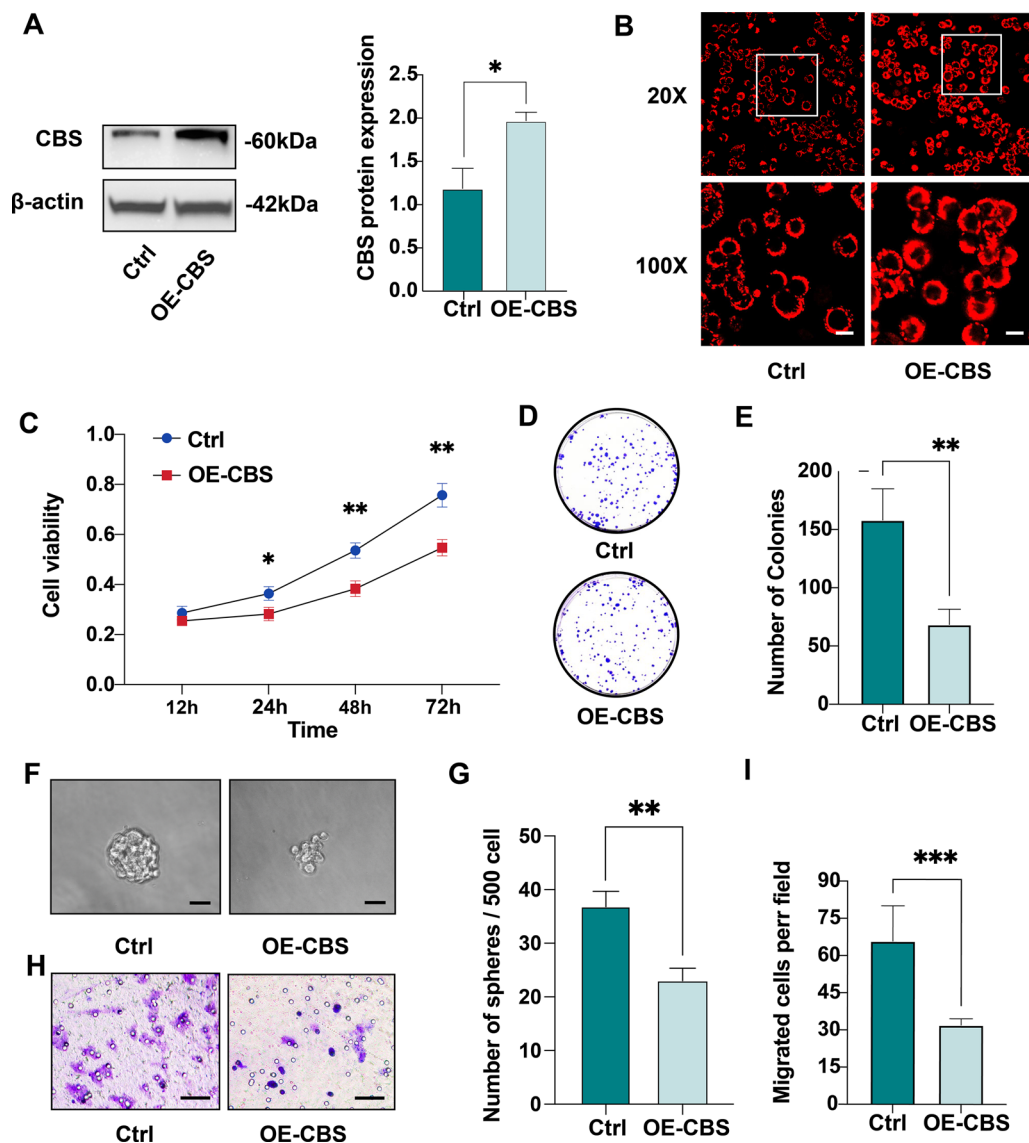 A
CBS
-60kDa
β-actin
-42kDa
Ctrl
OE-CBS
CBS protein expression
2.5
2.0
1.5
1.0
0.5
0.0
*
Ctrl
OE-CBS
B
20X
100X
Ctrl
OE-CBS
C
Cell viability
1.0
0.8
0.6
0.4
0.2
0.0
Ctrl
OE-CBS
*
**
**
12h
24h
48h
72h
Time
D
Ctrl
OE-CBS
E
Number of Colonies
200
150
100
50
0
**
Ctrl
OE-CBS
F
Ctrl
OE-CBS
G
Number of spheres / 500 cell
50
40
30
20
10
0
**
Ctrl
OE-CBS
H
Ctrl
OE-CBS
I
Migrated cells perr field
90
75
60
45
30
15
0
***
Ctrl
OE-CBS